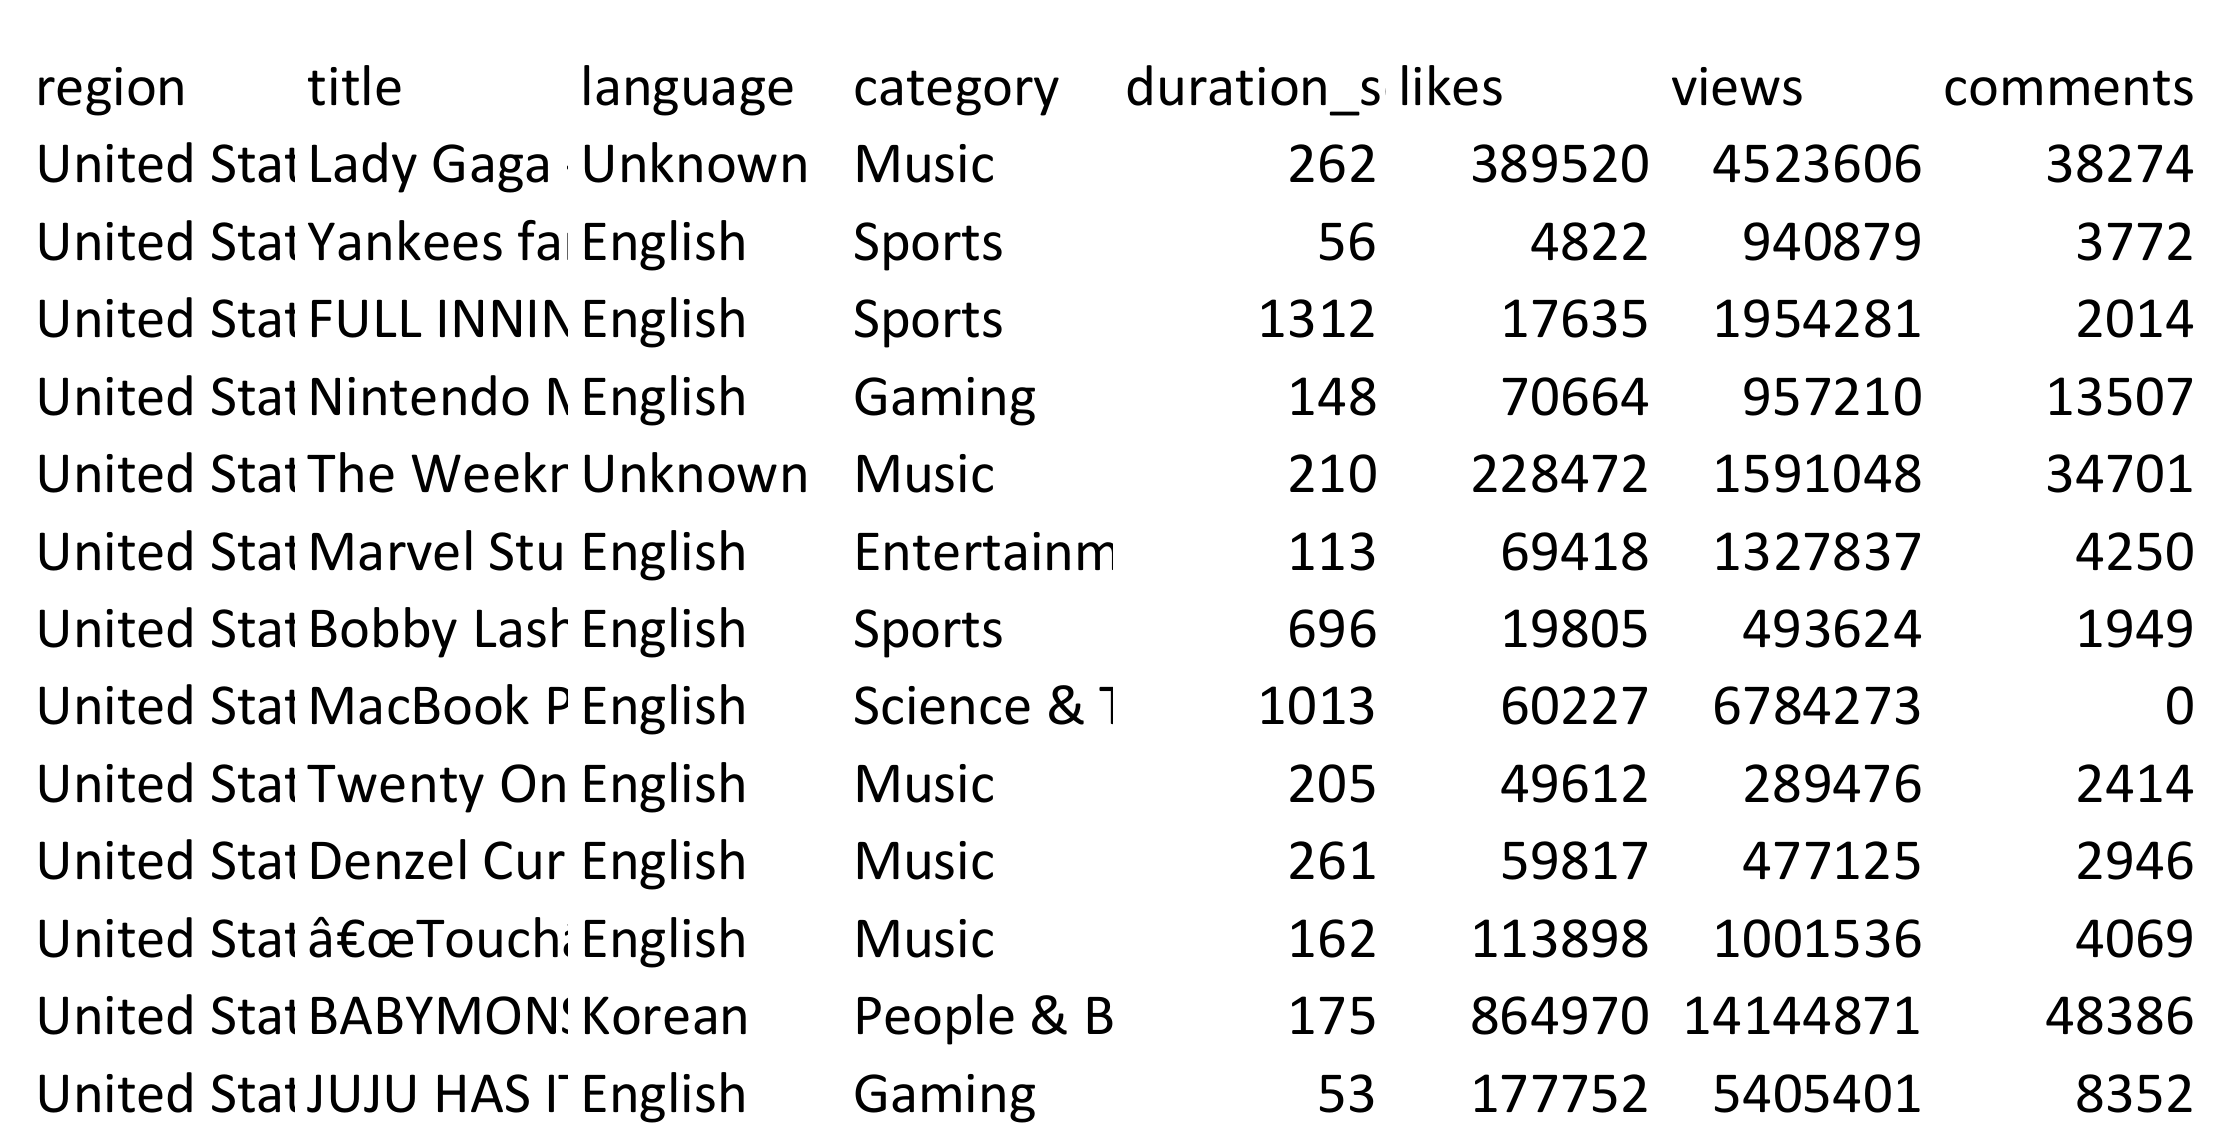 region title language category duration_s likes views comments
United Stat Lady Gaga - Unknown Music 262 389520 4523606 38274
United Stat Yankees fan English Sports 56 4822 940879 3772
United Stat FULL INNIN English Sports 1312 17635 1954281 2014
United Stat Nintendo M English Gaming 148 70664 957210 13507
United Stat The Weekn Unknown Music 210 228472 1591048 34701
United Stat Marvel Stu English Entertainm 113 69418 1327837 4250
United Stat Bobby Lash English Sports 696 19805 493624 1949
United Stat MacBook P English Science & T 1013 60227 6784273 0
United Stat Twenty On English Music 205 49612 289476 2414
United Stat Denzel Cur English Music 261 59817 477125 2946
United Stat â€œTouchâ English Music 162 113898 1001536 4069
United Stat BABYMONS Korean People & B 175 864970 14144871 48386
United Stat JUJU HAS IT English Gaming 53 177752 5405401 8352